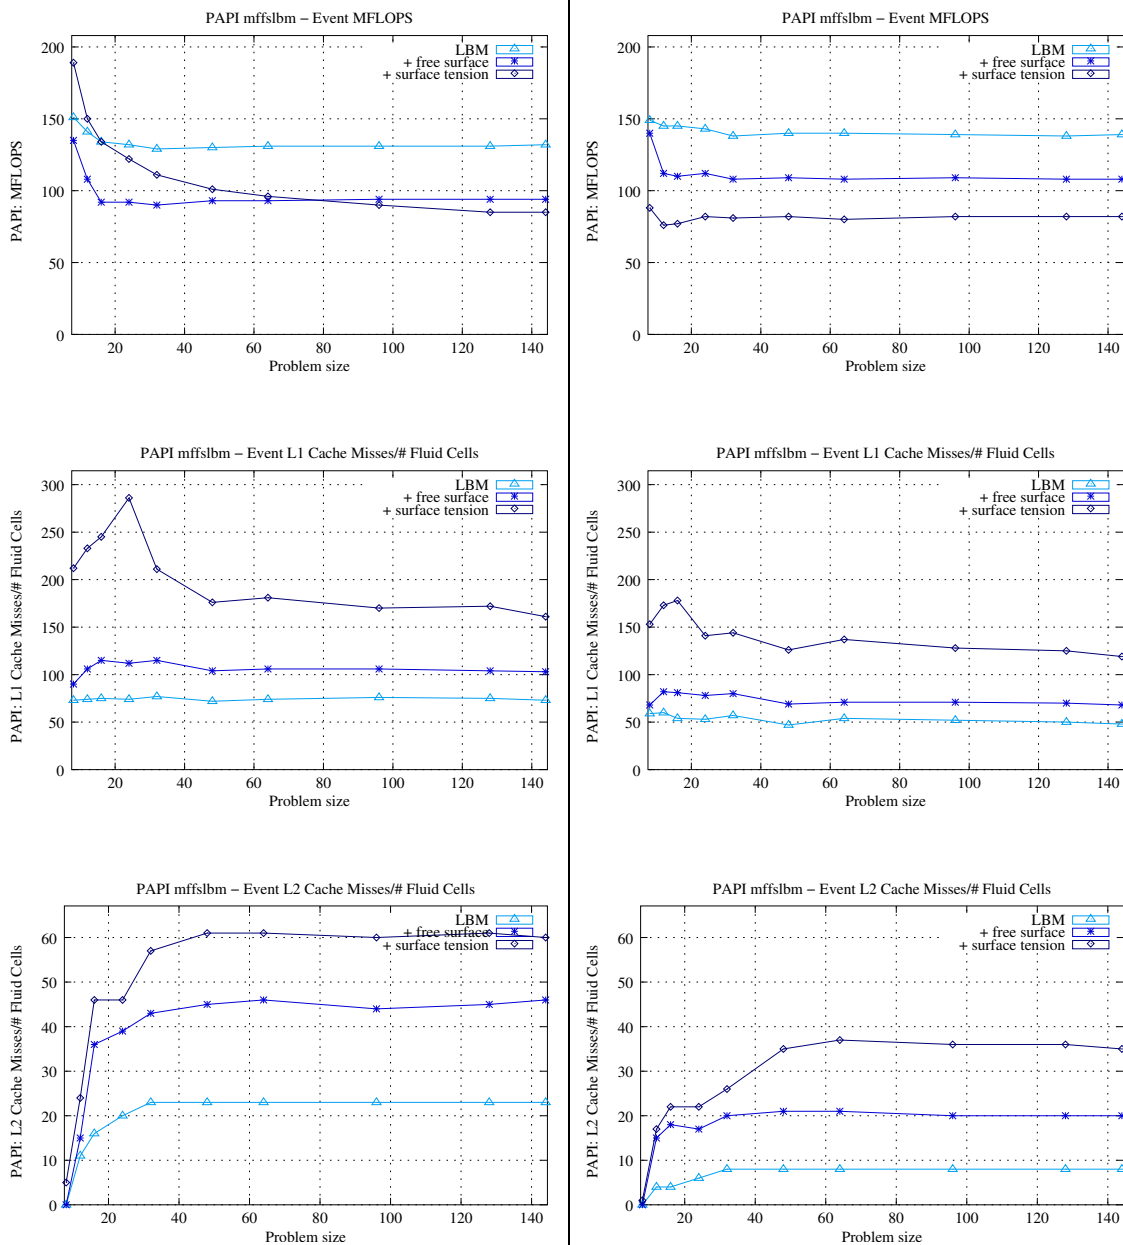 PAPI mffslbm − Event MFLOPS
200
150
100
50
0
20 40 60 80 100 120 140
PAPI: MFLOPS
Problem size
LBM
+ free surface
+ surface tension
PAPI mffslbm − Event MFLOPS
200
150
100
50
0
20 40 60 80 100 120 140
PAPI: MFLOPS
Problem size
LBM
+ free surface
+ surface tension
PAPI mffslbm − Event L1 Cache Misses/# Fluid Cells
300
250
200
150
100
50
0
20 40 60 80 100 120 140
PAPI: L1 Cache Misses/# Fluid Cells
Problem size
LBM
+ free surface
+ surface tension
PAPI mffslbm − Event L1 Cache Misses/# Fluid Cells
300
250
200
150
100
50
0
20 40 60 80 100 120 140
PAPI: L1 Cache Misses/# Fluid Cells
Problem size
LBM
+ free surface
+ surface tension
PAPI mffslbm − Event L2 Cache Misses/# Fluid Cells
60
50
40
30
20
10
0
20 40 60 80 100 120 140
PAPI: L2 Cache Misses/# Fluid Cells
Problem size
LBM
+ free surface
+ surface tension
PAPI mffslbm − Event L2 Cache Misses/# Fluid Cells
60
50
40
30
20
10
0
20 40 60 80 100 120 140
PAPI: L2 Cache Misses/# Fluid Cells
Problem size
LBM
+ free surface
+ surface tension